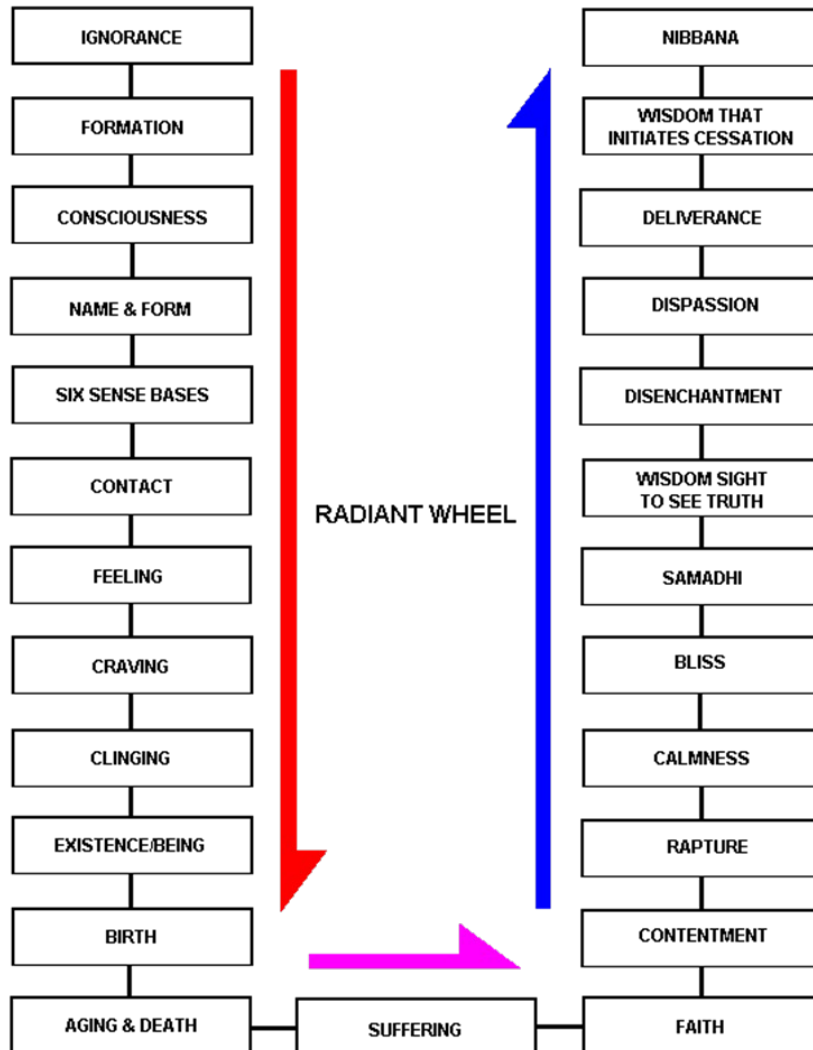 IGNORANCE
FORMATION
CONSCIOUSNESS
NAME & FORM
SIX SENSE BASES
CONTACT
FEELING
CRAVING
CLINGING
EXISTENCE/BEING
BIRTH
AGING & DEATH
RADIANT WHEEL
SUFFERING
NIBBANA
WISDOM THAT
INITIATES CESSATION
DELIVERANCE
DISPASSION
DISENCHANTMENT
WISDOM SIGHT
TO SEE TRUTH
SAMADHI
BLISS
CALMNESS
RAPTURE
CONTENTMENT
FAITH